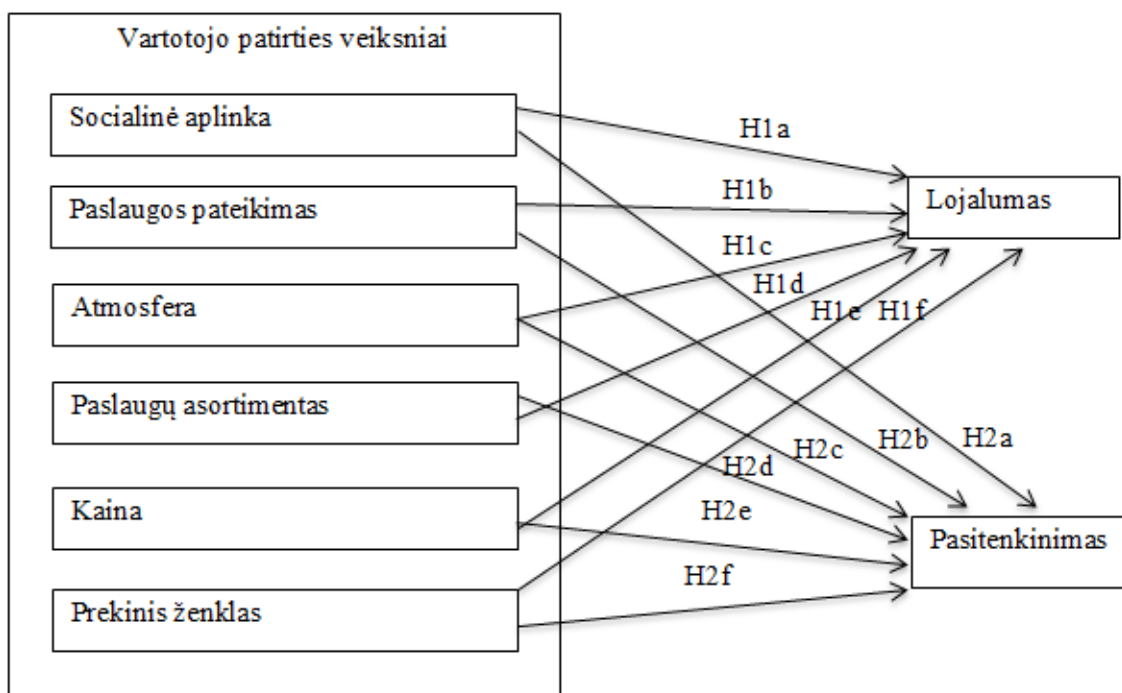 Vartotojo patirties veiksniai
Socialinė aplinka
H1a
Lojalumas
Paslaugos pateikimas
H1b
H1c
Atmosfera
H1d
H1e
H1f
Paslaugų asortimentas
H2c
H2b
H2a
H2d
Kaina
H2e
Pasitenkinimas
H2f
Prekinis ženklas